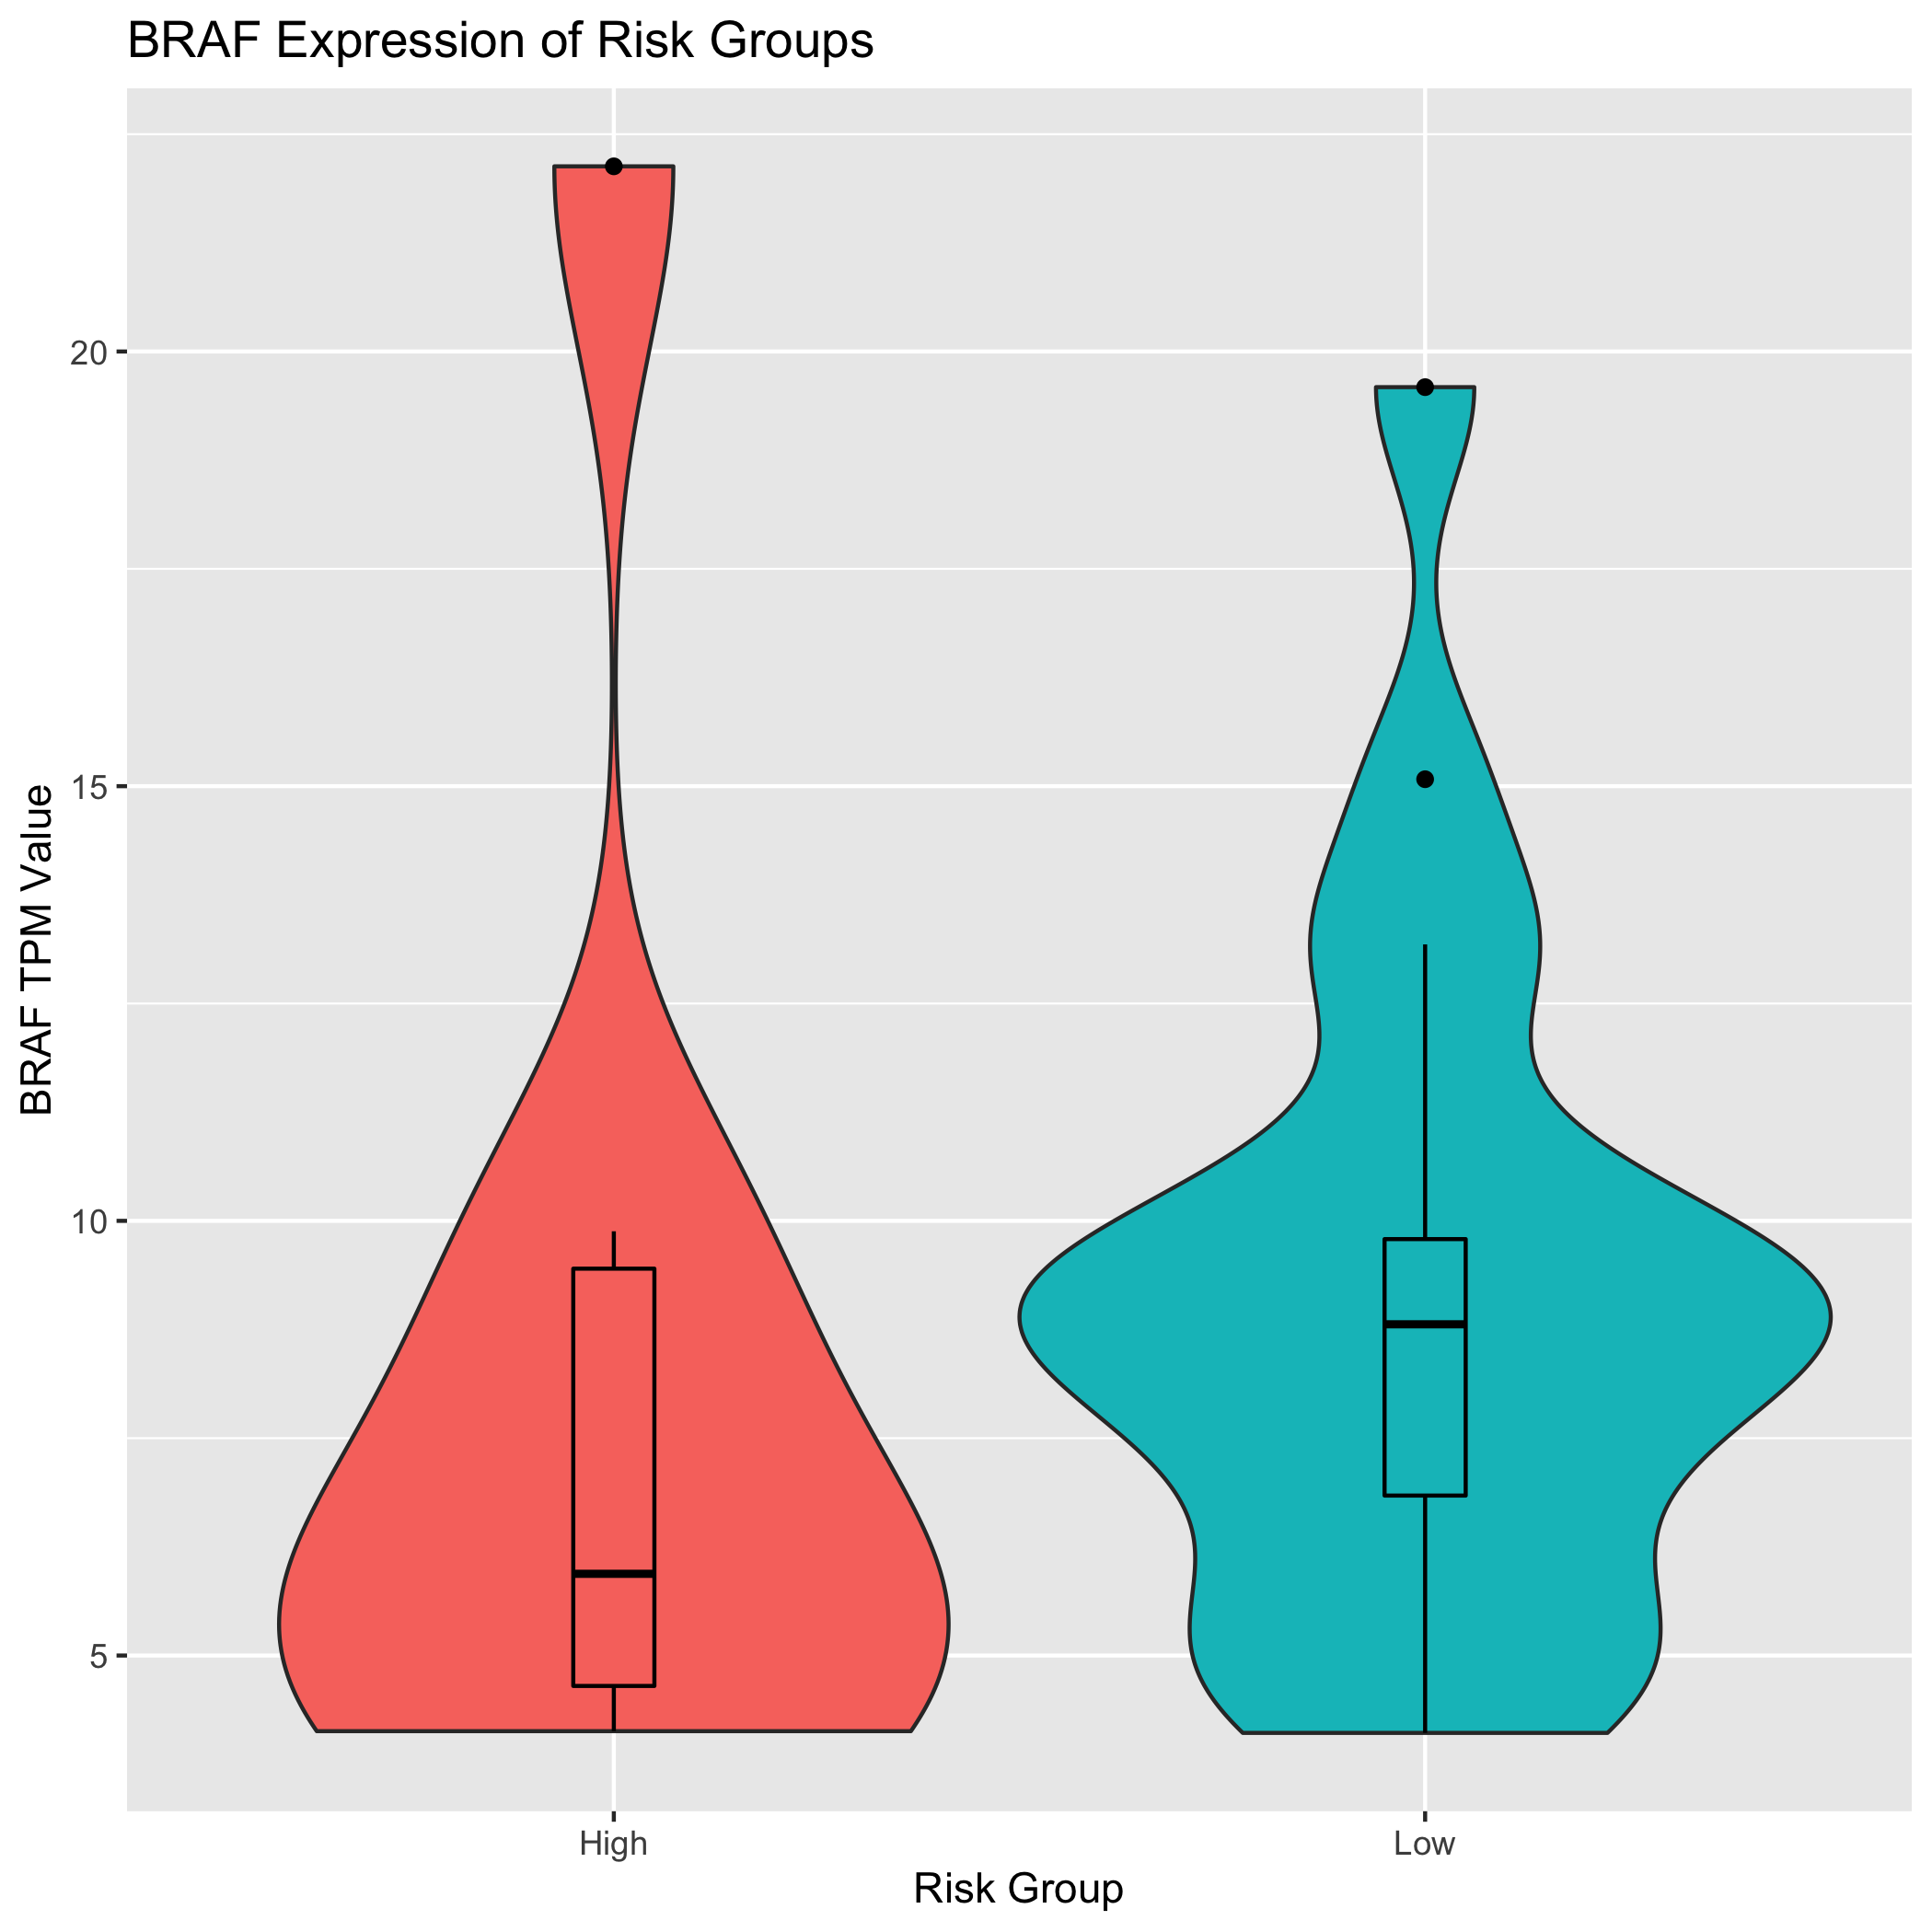 BRAF Expression of Risk Groups
BRAF TPM Value
20
15
10
5
High
Low
Risk Group